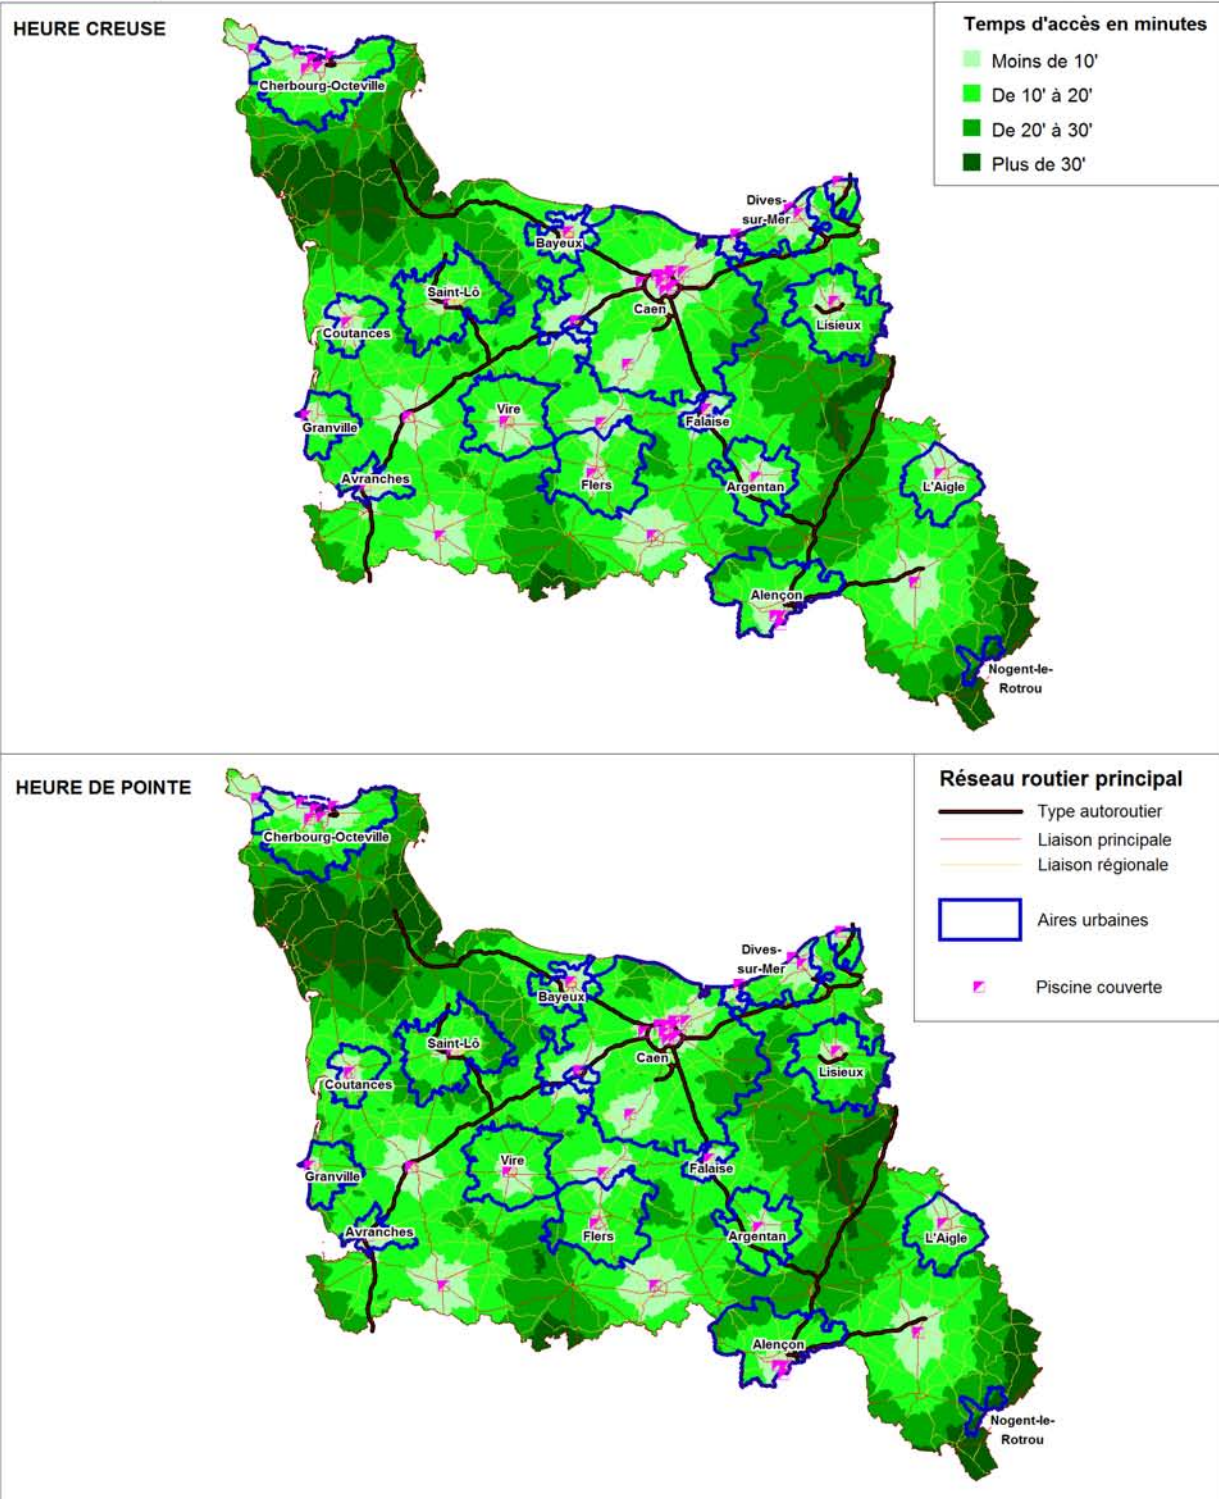 HEURE CREUSE
Temps d'accès en minutes
Moins de 10'
De 10' à 20'
De 20' à 30'
Plus de 30'
Cherbourg-Octeville
Dives-
sur-Mer
Bayeux
Saint-Lô
Caen
Coutances
Lisieux
Vire
Granville
Falaise
Avranches
Flers
Argentan
L'Aigle
Alençon
Nogent-le-
Rotrou
HEURE DE POINTE
Réseau routier principal
Type autoroutier
Liaison principale
Liaison régionale
Aires urbaines
Piscine couverte
Cherbourg-Octeville
Dives-
sur-Mer
Bayeux
Saint-Lô
Caen
Coutances
Lisieux
Vire
Granville
Falaise
Avranches
Flers
Argentan
L'Aigle
Alençon
Nogent-le-
Rotrou